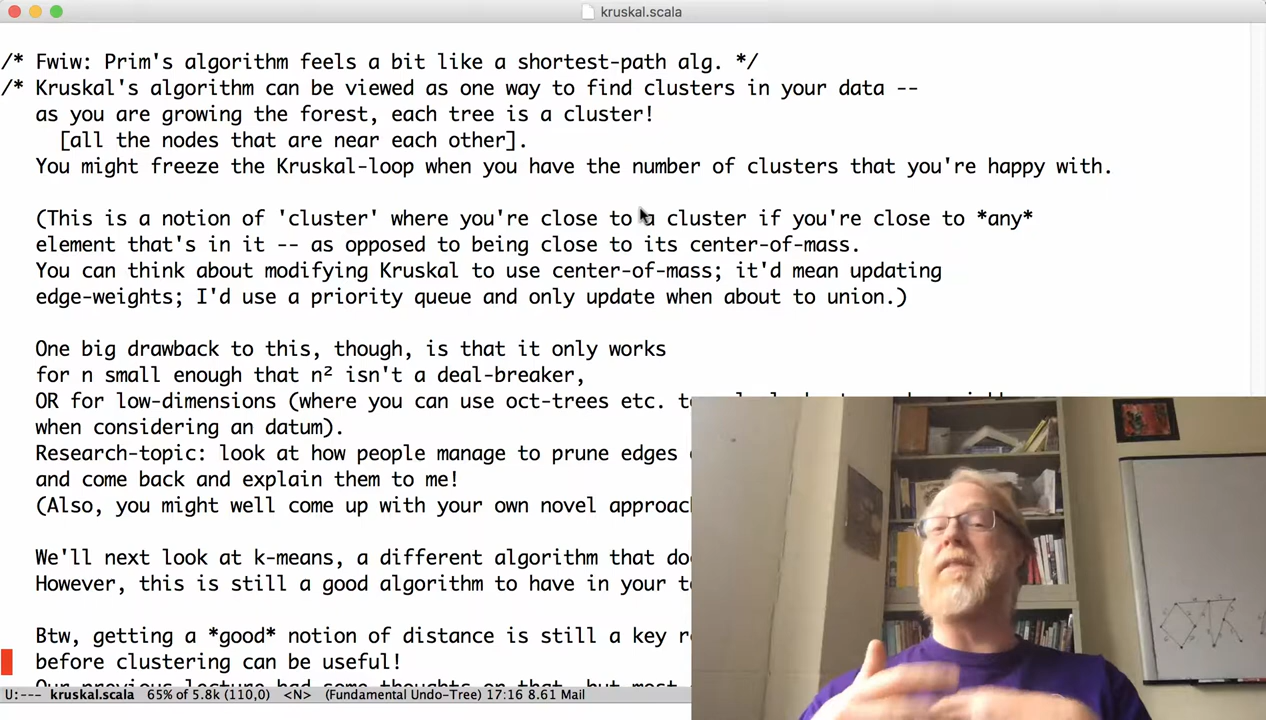 kruskal.scala
/* Fwiw: Prim's algorithm feels a bit like a shortest-path alg. */
/* Kruskal's algorithm can be viewed as one way to find clusters in your data --
as you are growing the forest, each tree is a cluster!
[all the nodes that are near each other].
You might freeze the Kruskal-loop when you have the number of clusters that you're happy with.
(This is a notion of 'cluster' where you're close to a cluster if you're close to *any*
element that's in it -- as opposed to being close to its center-of-mass.
You can think about modifying Kruskal to use center-of-mass; it'd mean updating
edge-weights; I'd use a priority queue and only update when about to union.)
One big drawback to this, though, is that it only works
for n small enough that n² isn't a deal-breaker,
OR for low-dimensions (where you can use oct-trees etc.
when considering an datum).
Research-topic: look at how people manage to prune edges
and come back and explain them to me!
(Also, you might well come up with your own novel
We'll next look at k-means, a different algorithm that
However, this is still a good algorithm to have in your
Btw, getting a *good* notion of distance is still a key
before clustering can be useful!
Our previous lecture had some thoughts on that, but most
U:--- kruskal.scala 65% of 5.8k (110,0) <N> (Fundamental Undo-Tree) 17:16 8.61 Mail